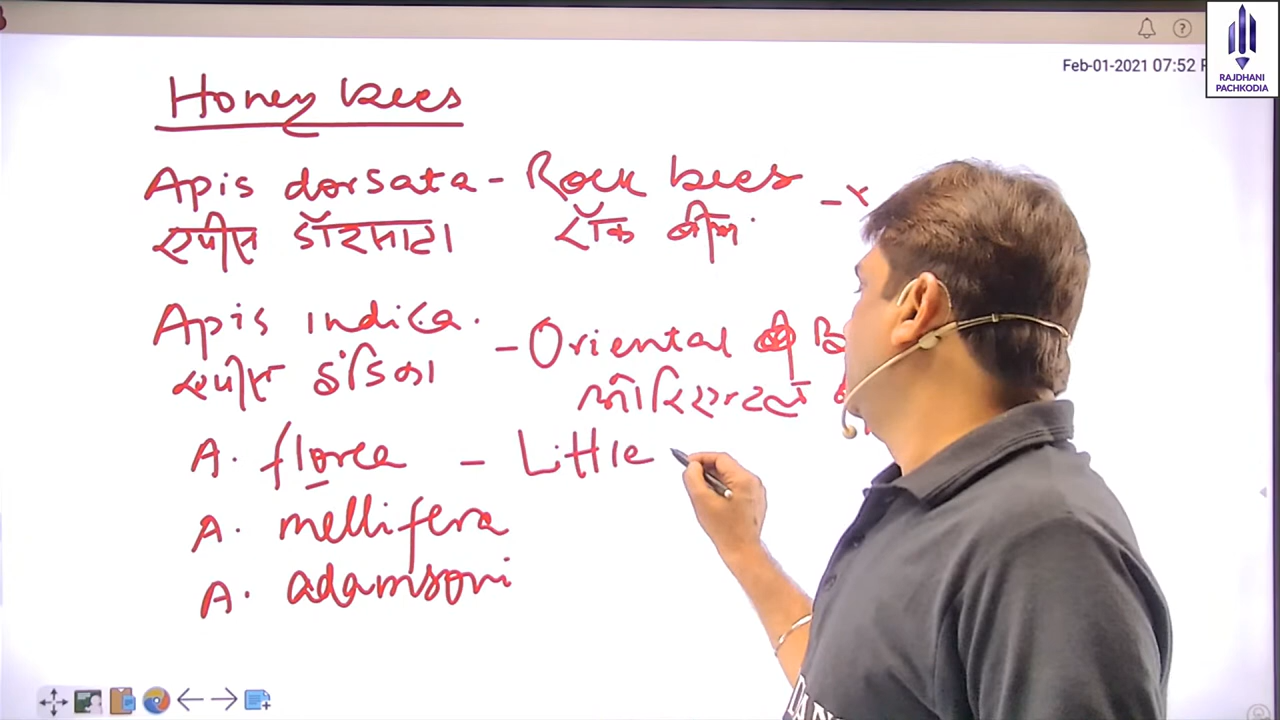 Feb-01-2021 07:52
RAJDHANI
PACHKODIA
Honey bees
Apis dorsata - Rock bees -
एपीस डॉरसाटा रॉक बीस
Apis indica. - Oriental
एपीस इंडिका ओरिएन्टल
A. florea - Little
A. mellifera
A. adamsoni